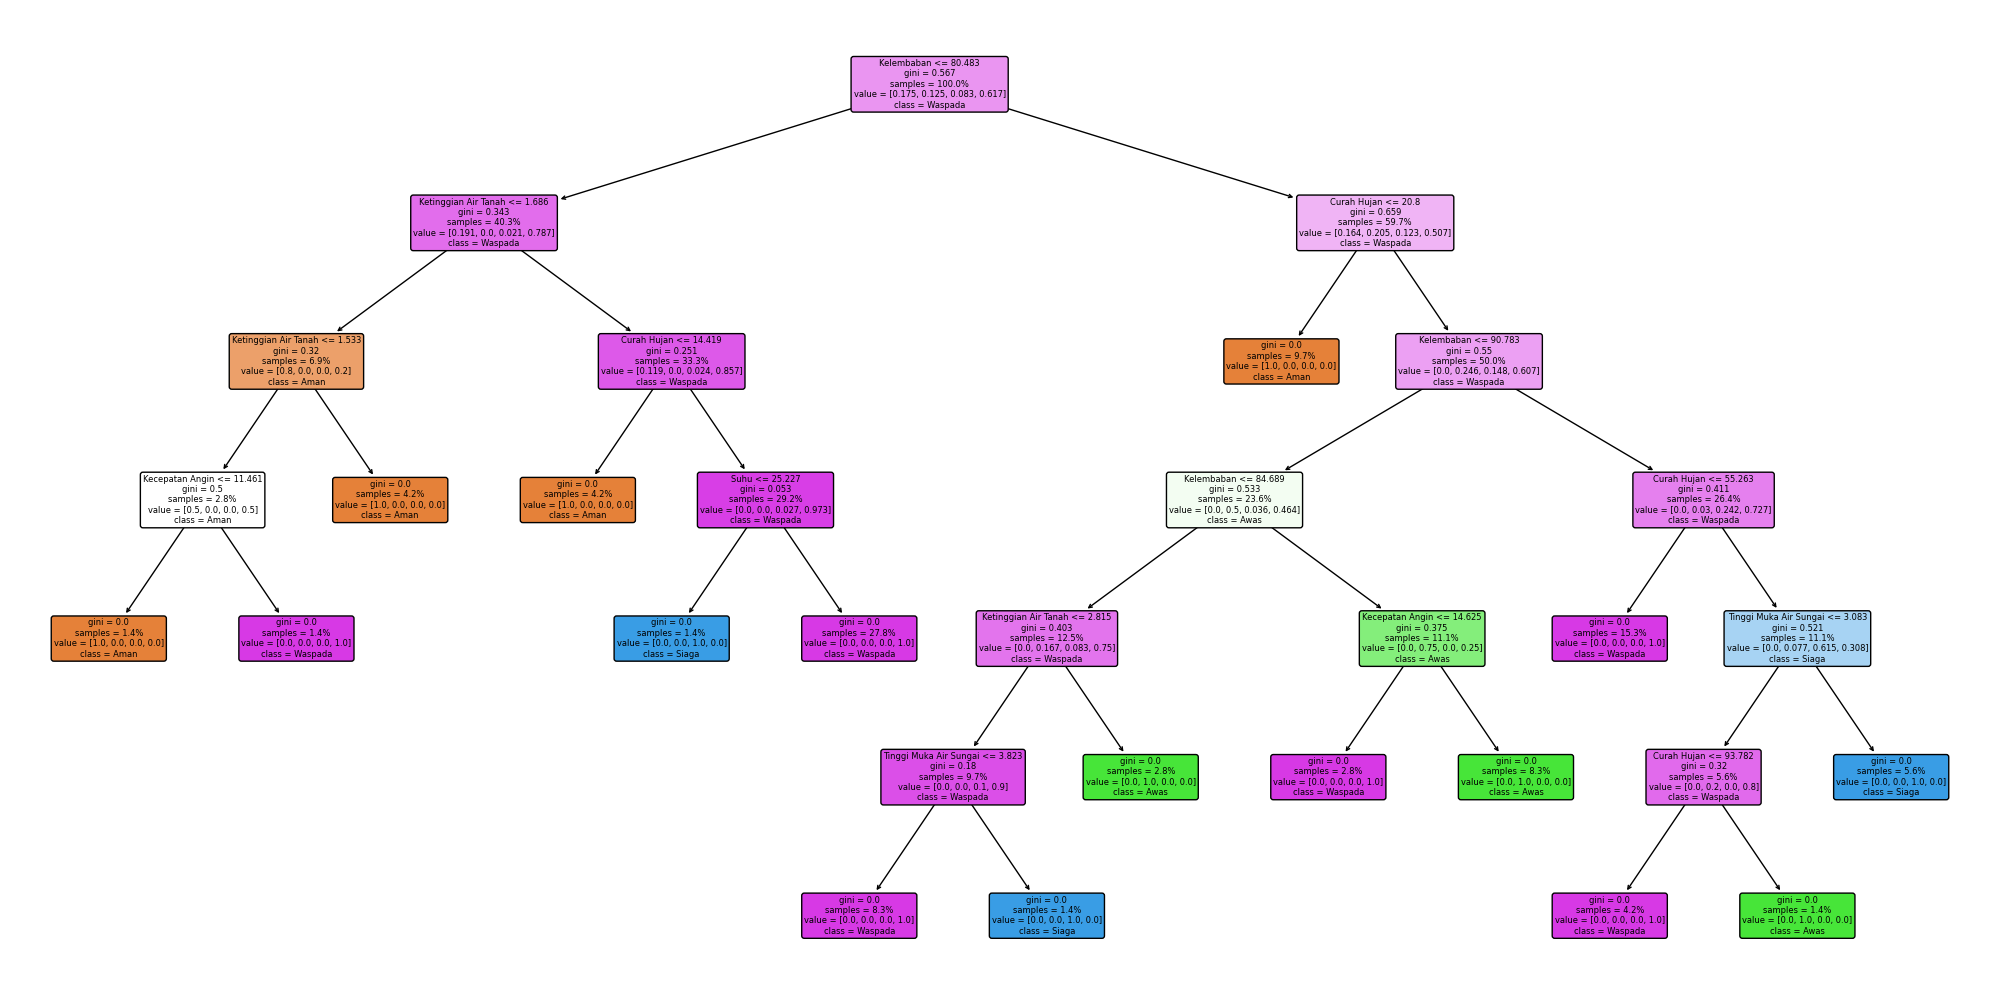 Kelembaban <= 80.483
gini = 0.567
samples = 100.0%
value = [0.175, 0.125, 0.083, 0.617]
class = Waspada
Ketinggian Air Tanah <= 1.686
gini = 0.343
samples = 40.3%
value = [0.191, 0.0, 0.021, 0.787]
class = Waspada
Curah Hujan <= 20.8
gini = 0.659
samples = 59.7%
value = [0.164, 0.205, 0.123, 0.507]
class = Waspada
Ketinggian Air Tanah <= 1.533
gini = 0.32
samples = 6.9%
value = [0.8, 0.0, 0.0, 0.2]
class = Aman
Curah Hujan <= 14.419
gini = 0.251
samples = 33.3%
value = [0.119, 0.0, 0.024, 0.857]
class = Waspada
gini = 0.0
samples = 9.7%
value = [1.0, 0.0, 0.0, 0.0]
class = Aman
Kelembaban <= 90.783
gini = 0.55
samples = 50.0%
value = [0.0, 0.246, 0.148, 0.607]
class = Waspada
Kecepatan Angin <= 11.461
gini = 0.5
samples = 2.8%
value = [0.5, 0.0, 0.0, 0.5]
class = Aman
gini = 0.0
samples = 4.2%
value = [1.0, 0.0, 0.0, 0.0]
class = Aman
gini = 0.0
samples = 4.2%
value = [1.0, 0.0, 0.0, 0.0]
class = Aman
Suhu <= 25.227
gini = 0.053
samples = 29.2%
value = [0.0, 0.0, 0.027, 0.973]
class = Waspada
Kelembaban <= 84.689
gini = 0.533
samples = 23.6%
value = [0.0, 0.5, 0.036, 0.464]
class = Awas
Curah Hujan <= 55.263
gini = 0.411
samples = 26.4%
value = [0.0, 0.03, 0.242, 0.727]
class = Waspada
gini = 0.0
samples = 1.4%
value = [1.0, 0.0, 0.0, 0.0]
class = Aman
gini = 0.0
samples = 1.4%
value = [0.0, 0.0, 0.0, 1.0]
class = Waspada
gini = 0.0
samples = 1.4%
value = [0.0, 0.0, 1.0, 0.0]
class = Siaga
gini = 0.0
samples = 27.8%
value = [0.0, 0.0, 0.0, 1.0]
class = Waspada
Ketinggian Air Tanah <= 2.815
gini = 0.403
samples = 12.5%
value = [0.0, 0.167, 0.083, 0.75]
class = Waspada
Kecepatan Angin <= 14.625
gini = 0.375
samples = 11.1%
value = [0.0, 0.75, 0.0, 0.25]
class = Awas
gini = 0.0
samples = 15.3%
value = [0.0, 0.0, 0.0, 1.0]
class = Waspada
Tinggi Muka Air Sungai <= 3.083
gini = 0.521
samples = 11.1%
value = [0.0, 0.077, 0.615, 0.308]
class = Siaga
Tinggi Muka Air Sungai <= 3.823
gini = 0.18
samples = 9.7%
value = [0.0, 0.0, 0.1, 0.9]
class = Waspada
gini = 0.0
samples = 2.8%
value = [0.0, 1.0, 0.0, 0.0]
class = Awas
gini = 0.0
samples = 2.8%
value = [0.0, 0.0, 0.0, 1.0]
class = Waspada
gini = 0.0
samples = 8.3%
value = [0.0, 1.0, 0.0, 0.0]
class = Awas
Curah Hujan <= 93.782
gini = 0.32
samples = 5.6%
value = [0.0, 0.2, 0.0, 0.8]
class = Waspada
gini = 0.0
samples = 5.6%
value = [0.0, 0.0, 1.0, 0.0]
class = Siaga
gini = 0.0
samples = 8.3%
value = [0.0, 0.0, 0.0, 1.0]
class = Waspada
gini = 0.0
samples = 1.4%
value = [0.0, 0.0, 1.0, 0.0]
class = Siaga
gini = 0.0
samples = 4.2%
value = [0.0, 0.0, 0.0, 1.0]
class = Waspada
gini = 0.0
samples = 1.4%
value = [0.0, 1.0, 0.0, 0.0]
class = Awas